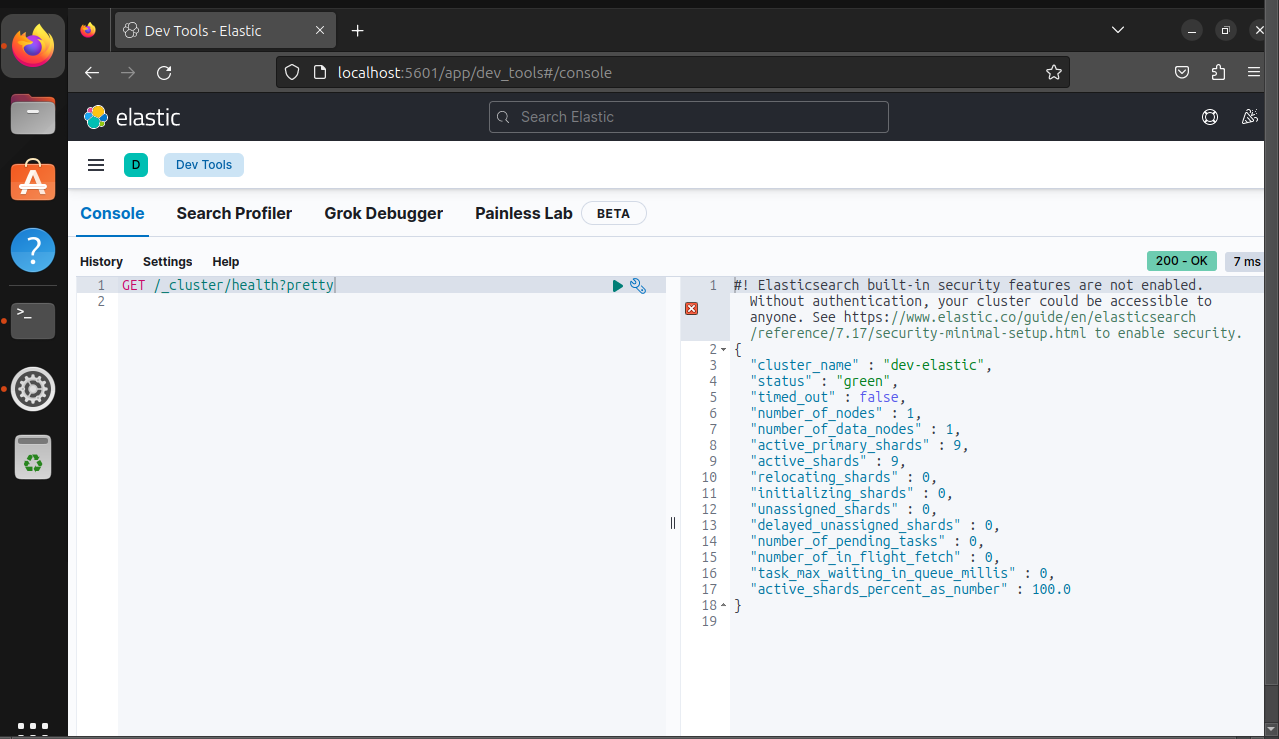 Dev Tools - Elastic
localhost:5601/app/dev_tools#/console
elastic
Search Elastic
D
Dev Tools
Console
Search Profiler
Grok Debugger
Painless Lab
BETA
History
Settings
Help
200 - OK
7 ms
1 GET /_cluster/health?pretty
2
1 #! Elasticsearch built-in security features are not enabled.
Without authentication, your cluster could be accessible to
anyone. See https://www.elastic.co/guide/en/elasticsearch
/reference/7.17/security-minimal-setup.html to enable security.
2 {
3 "cluster_name" : "dev-elastic",
4 "status" : "green",
5 "timed_out" : false,
6 "number_of_nodes" : 1,
7 "number_of_data_nodes" : 1,
8 "active_primary_shards" : 9,
9 "active_shards" : 9,
10 "relocating_shards" : 0,
11 "initializing_shards" : 0,
12 "unassigned_shards" : 0,
13 "delayed_unassigned_shards" : 0,
14 "number_of_pending_tasks" : 0,
15 "number_of_in_flight_fetch" : 0,
16 "task_max_waiting_in_queue_millis" : 0,
17 "active_shards_percent_as_number" : 100.0
18 }
19